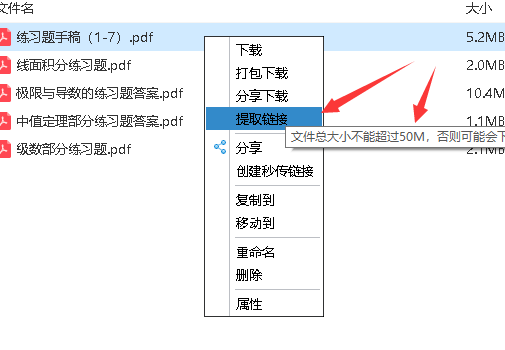 文件名 大小
练习题手稿（1-7）.pdf 5.2MB
线面积分练习题.pdf 2.0MB
极限与导数的练习题答案.pdf 10.4M
中值定理部分练习题答案.pdf 1.1MB
级数部分练习题.pdf 2.1MB
下载
打包下载
分享下载
提取链接
文件总大小不能超过50M，否则可能会下
分享
创建秒传链接
复制到
移动到
重命名
删除
属性